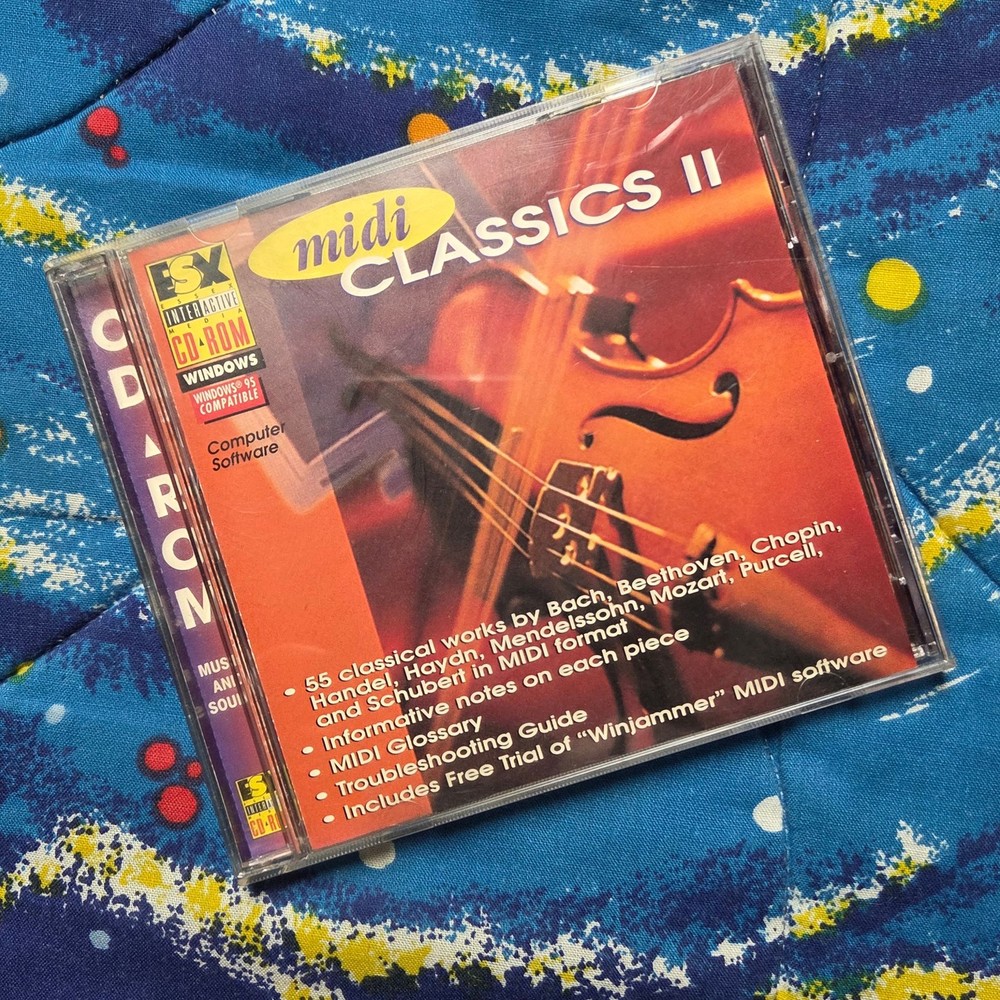 midi
CLASSICS II
ESX
ESSEX
INTERACTIVE
MEDIA
CD▲ROM
WINDOWS
WINDOWS® 95
COMPATIBLE
Computer
Software
• 55 classical works by Bach, Beethoven, Chopin,
Handel, Haydn, Mendelssohn, Mozart, Purcell,
and Schubert in MIDI format
• Informative notes on each piece
• MIDI Glossary
• Troubleshooting Guide
• Includes Free Trial of “Winjammer” MIDI software
CD▲ROM